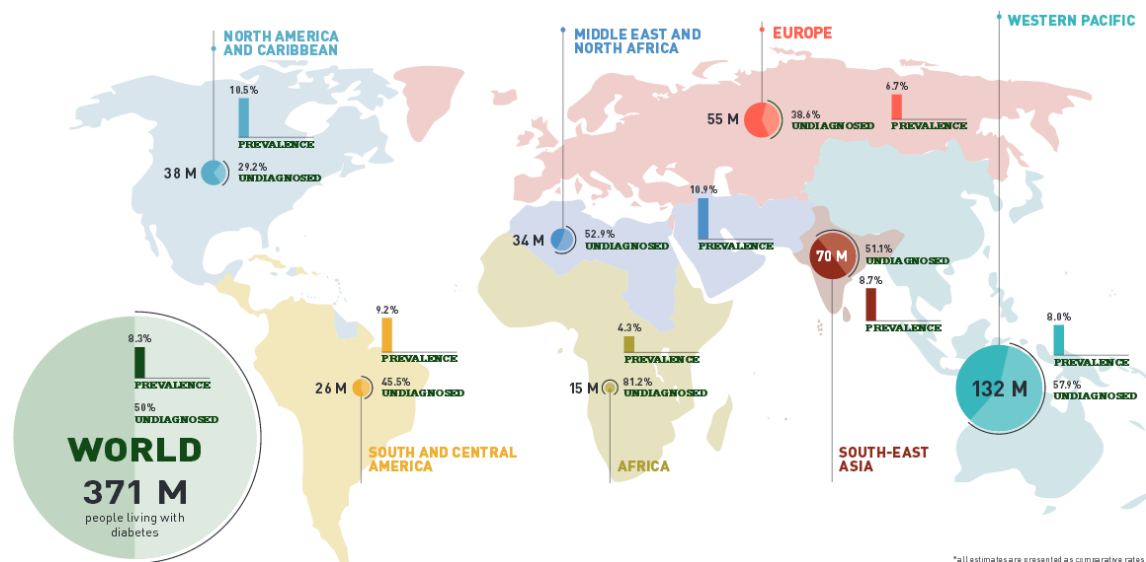 NORTH AMERICA
AND CARIBBEAN
10.5%
PREVALENCE
38 M
29.2%
UNDIAGNOSED
MIDDLE EAST AND
NORTH AFRICA
34 M
52.9%
UNDIAGNOSED
10.9%
PREVALENCE
EUROPE
55 M
38.6%
UNDIAGNOSED
6.7%
PREVALENCE
WESTERN PACIFIC
132 M
8.0%
PREVALENCE
57.9%
UNDIAGNOSED
70 M
51.1%
UNDIAGNOSED
8.7%
PREVALENCE
SOUTH-EAST
ASIA
9.2%
PREVALENCE
26 M
45.5%
UNDIAGNOSED
SOUTH AND CENTRAL
AMERICA
4.3%
PREVALENCE
15 M
81.2%
UNDIAGNOSED
AFRICA
8.3%
PREVALENCE
50%
UNDIAGNOSED
WORLD
371 M
people living with
diabetes
*all estimates are presented as comparative rates